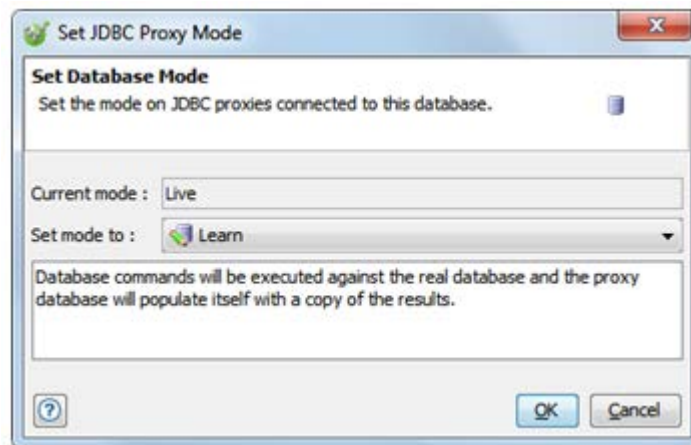 Set JDBC Proxy Mode
Set Database Mode
Set the mode on JDBC proxies connected to this database.
Current mode : Live
Set mode to : Learn
Database commands will be executed against the real database and the proxy
database will populate itself with a copy of the results.
?
OK Cancel